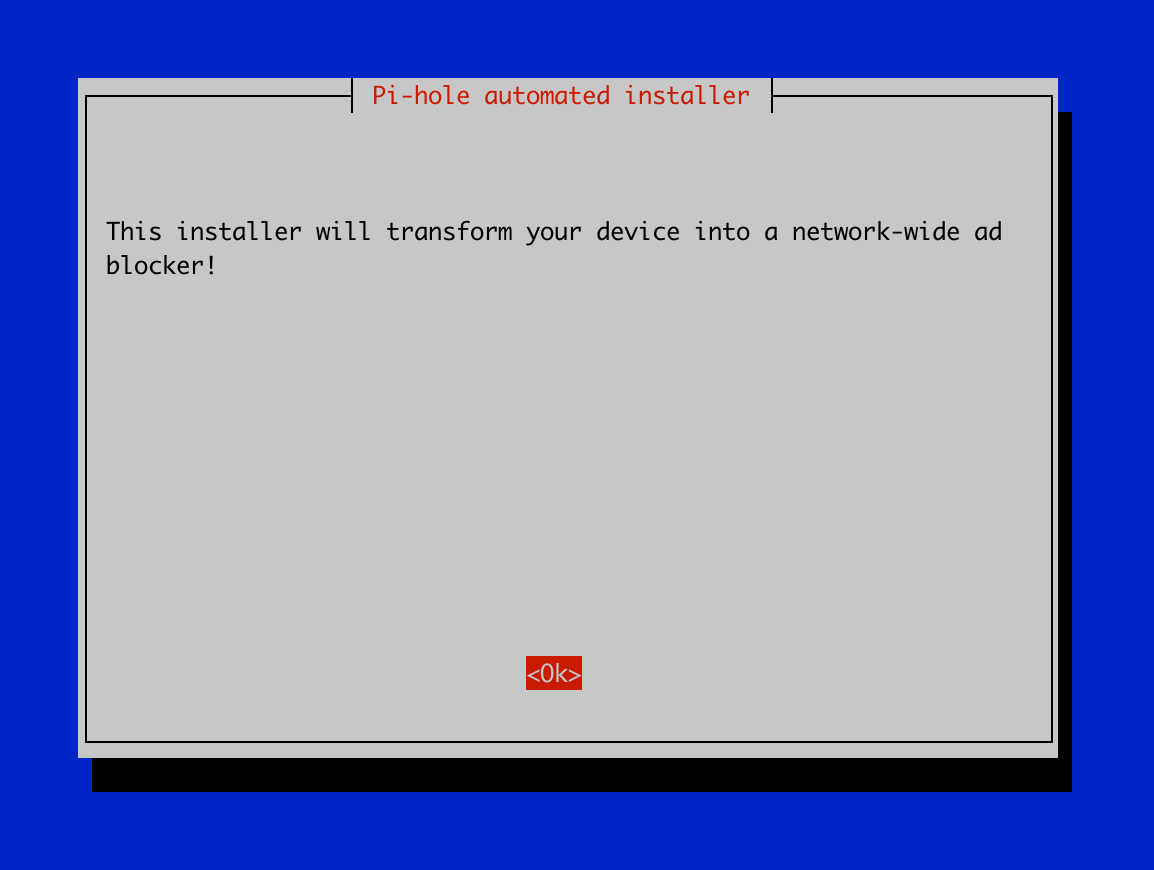 Pi-hole automated installer
This installer will transform your device into a network-wide ad
blocker!
<Ok>